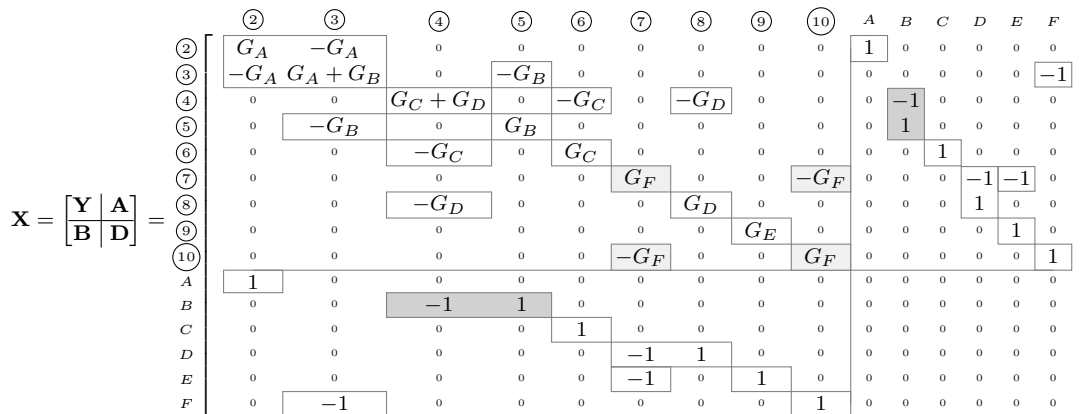 ② ③ ④ ⑤ ⑥ ⑦ ⑧ ⑨ ⑩ A B C D E F
② G_A −G_A 0 0 0 0 0 0 0 1 0 0 0 0 0
③ −G_A G_A + G_B 0 −G_B 0 0 0 0 0 0 0 0 0 0 −1
④ 0 0 G_C + G_D 0 −G_C 0 −G_D 0 0 0 −1 0 0 0 0
⑤ 0 −G_B 0 G_B 0 0 0 0 0 0 1 0 0 0 0
⑥ 0 0 −G_C 0 G_C 0 0 0 0 0 0 1 0 0 0
⑦ 0 0 0 0 0 G_F 0 0 −G_F 0 0 0 −1 −1 0
X = [Y | A / B | D] =
⑧ 0 0 −G_D 0 0 0 G_D 0 0 0 0 0 1 0 0
⑨ 0 0 0 0 0 0 0 G_E 0 0 0 0 0 1 0
⑩ 0 0 0 0 0 −G_F 0 0 G_F 0 0 0 0 0 1
A 1 0 0 0 0 0 0 0 0 0 0 0 0 0 0
B 0 0 −1 1 0 0 0 0 0 0 0 0 0 0 0
C 0 0 0 0 1 0 0 0 0 0 0 0 0 0 0
D 0 0 0 0 0 −1 1 0 0 0 0 0 0 0 0
E 0 0 0 0 0 −1 0 1 0 0 0 0 0 0 0
F 0 −1 0 0 0 0 0 0 1 0 0 0 0 0 0